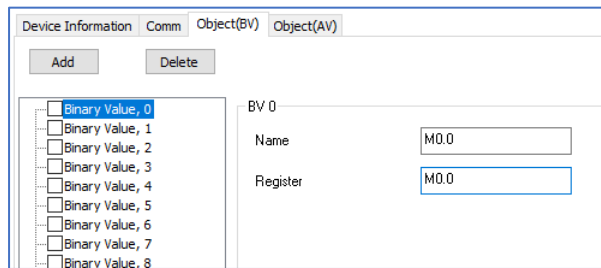 Device Information Comm Object(BV) Object(AV)
Add Delete
Binary Value, 0
Binary Value, 1
Binary Value, 2
Binary Value, 3
Binary Value, 4
Binary Value, 5
Binary Value, 6
Binary Value, 7
Binary Value, 8
BV 0
Name M0.0
Register M0.0